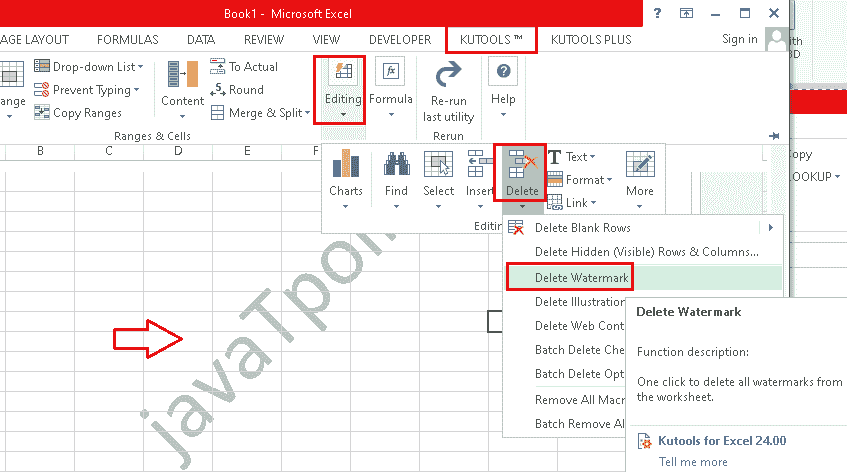 Book1 - Microsoft Excel
?
AGE LAYOUT FORMULAS DATA REVIEW VIEW DEVELOPER KUTOOLS ™ KUTOOLS PLUS Sign in
Drop-down List
Prevent Typing
Copy Ranges
Content
To Actual
Round
Merge & Split
Ranges & Cells
Editing
Formula
Re-run
last utility
Rerun
Help
B C D E F
Charts
Find
Select
Insert
Delete
Text
Format
Link
More
Delete Blank Rows
Delete Hidden (Visible) Rows & Columns...
Delete Watermark
Delete Illustration
Delete Web Cont
Batch Delete Che
Batch Delete Opt
Remove All Macr
Batch Remove Al
Delete Watermark
Function description:
One click to delete all watermarks from
the worksheet.
Kutools for Excel 24.00
Tell me more
javaTpoin